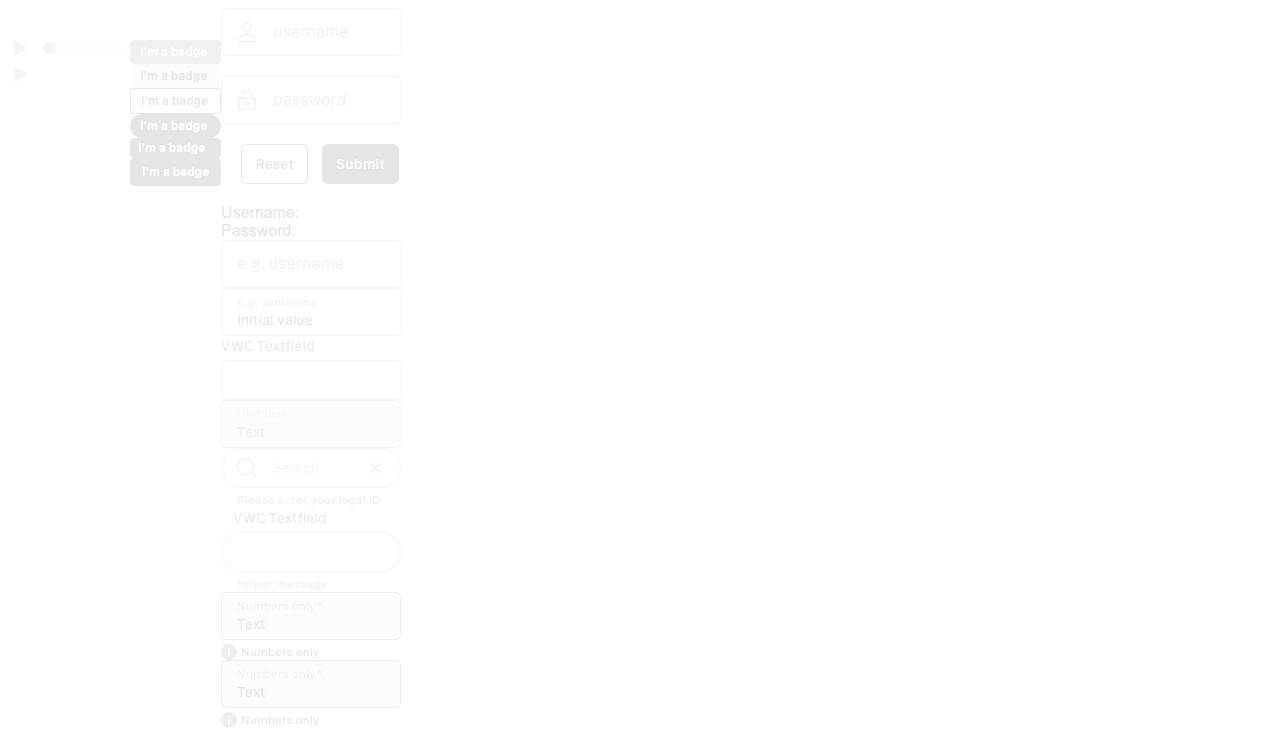 username
I'm a badge
I'm a badge
password
I'm a badge
I'm a badge
I'm a badge
I'm a badge
Reset
Submit
Username:
Password:
e.g. username
e.g. username
Initial value
VWC Textfield
Hint text
Text
Search
Please enter your legal ID
VWC Textfield
helper message
Numbers only*
Text
Numbers only
Numbers only*
Text
Numbers only